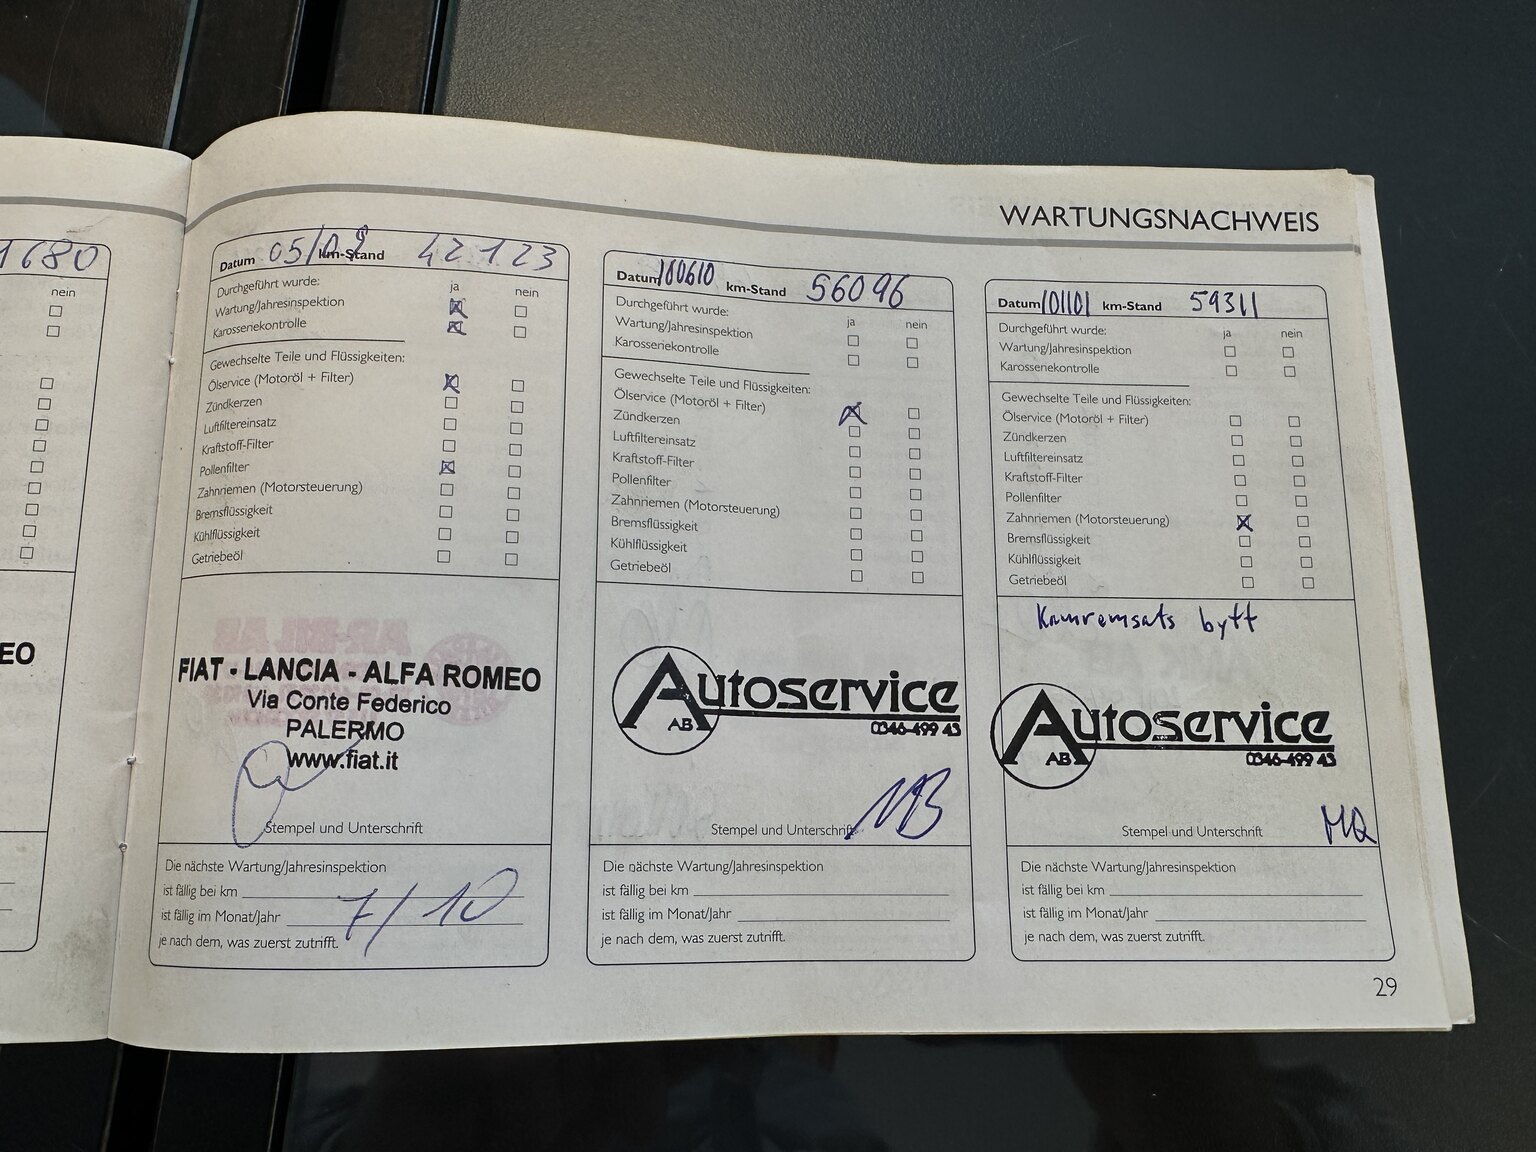 WARTUNGSNACHWEIS
1680
nein
EO
Datum 05/ km-Stand 42123
Durchgeführt wurde: ja nein
Wartung/Jahresinspektion
Karosseriekontrolle
Gewechselte Teile und Flüssigkeiten:
Ölservice (Motoröl + Filter)
Zündkerzen
Luftfiltereinsatz
Kraftstoff-Filter
Pollenfilter
Zahnriemen (Motorsteuerung)
Bremsflüssigkeit
Kühlflüssigkeit
Getriebeöl
FIAT - LANCIA - ALFA ROMEO
Via Conte Federico
PALERMO
www.fiat.it
Stempel und Unterschrift
Die nächste Wartung/Jahresinspektion
ist fällig bei km
ist fällig im Monat/Jahr 7/10
je nach dem, was zuerst zutrifft.
Datum 100610 km-Stand 56096
Durchgeführt wurde: ja nein
Wartung/Jahresinspektion
Karosseriekontrolle
Gewechselte Teile und Flüssigkeiten:
Ölservice (Motoröl + Filter)
Zündkerzen
Luftfiltereinsatz
Kraftstoff-Filter
Pollenfilter
Zahnriemen (Motorsteuerung)
Bremsflüssigkeit
Kühlflüssigkeit
Getriebeöl
Autoservice
AB 0346-499 43
Stempel und Unterschrift MB
Die nächste Wartung/Jahresinspektion
ist fällig bei km
ist fällig im Monat/Jahr
je nach dem, was zuerst zutrifft.
Datum 101101 km-Stand 59311
Durchgeführt wurde: ja nein
Wartung/Jahresinspektion
Karosseriekontrolle
Gewechselte Teile und Flüssigkeiten:
Ölservice (Motoröl + Filter)
Zündkerzen
Luftfiltereinsatz
Kraftstoff-Filter
Pollenfilter
Zahnriemen (Motorsteuerung)
Bremsflüssigkeit
Kühlflüssigkeit
Getriebeöl
Kamremsats bytt
Autoservice
AB 0346-499 43
Stempel und Unterschrift
Die nächste Wartung/Jahresinspektion
ist fällig bei km
ist fällig im Monat/Jahr
je nach dem, was zuerst zutrifft.
29